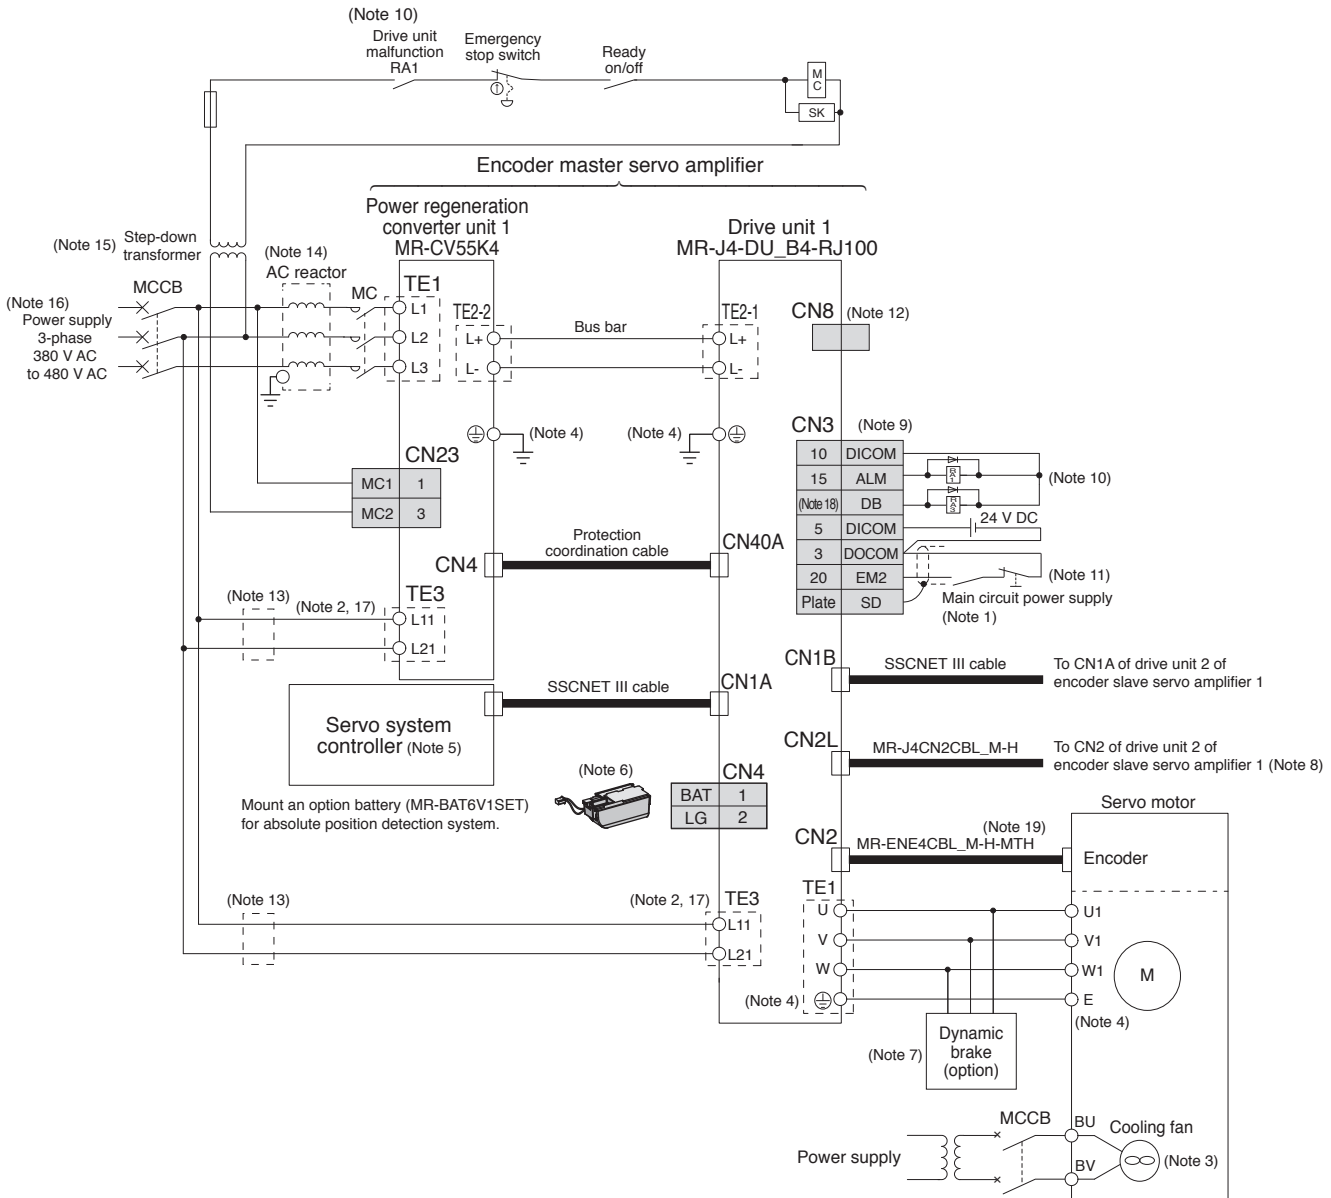 (Note 10)
Drive unit
malfunction
RA1
Emergency
stop switch
Ready
on/off
M
C
SK
Encoder master servo amplifier
Power regeneration
converter unit 1
MR-CV55K4
Drive unit 1
MR-J4-DU_B4-RJ100
(Note 15)
Step-down
transformer
(Note 14)
AC reactor
MCCB
MC
TE1
(Note 16)
Power supply
3-phase
380 V AC
to 480 V AC
L1
L2
L3
TE2-2
L+
L-
Bus bar
TE2-1
L+
L-
CN8
(Note 12)
(Note 4)
(Note 4)
CN23
MC1 1
MC2 3
CN3
(Note 9)
10 DICOM
15 ALM
(Note 18) DB
5 DICOM
3 DOCOM
20 EM2
Plate SD
(Note 10)
24 V DC
(Note 11)
Main circuit power supply
(Note 1)
CN4
Protection
coordination cable
CN40A
(Note 13)
(Note 2, 17)
TE3
L11
L21
CN1B
SSCNET III cable
To CN1A of drive unit 2 of
encoder slave servo amplifier 1
Servo system
controller (Note 5)
SSCNET III cable
CN1A
CN2L
MR-J4CN2CBL_M-H
To CN2 of drive unit 2 of
encoder slave servo amplifier 1 (Note 8)
Mount an option battery (MR-BAT6V1SET)
for absolute position detection system.
(Note 6)
CN4
BAT 1
LG 2
Servo motor
CN2
(Note 19)
MR-ENE4CBL_M-H-MTH
Encoder
(Note 13)
(Note 2, 17)
TE3
L11
L21
TE1
U
V
W
(Note 4)
U1
V1
W1
E
(Note 4)
M
(Note 7)
Dynamic
brake
(option)
Power supply
MCCB
BU
BV
Cooling fan
(Note 3)